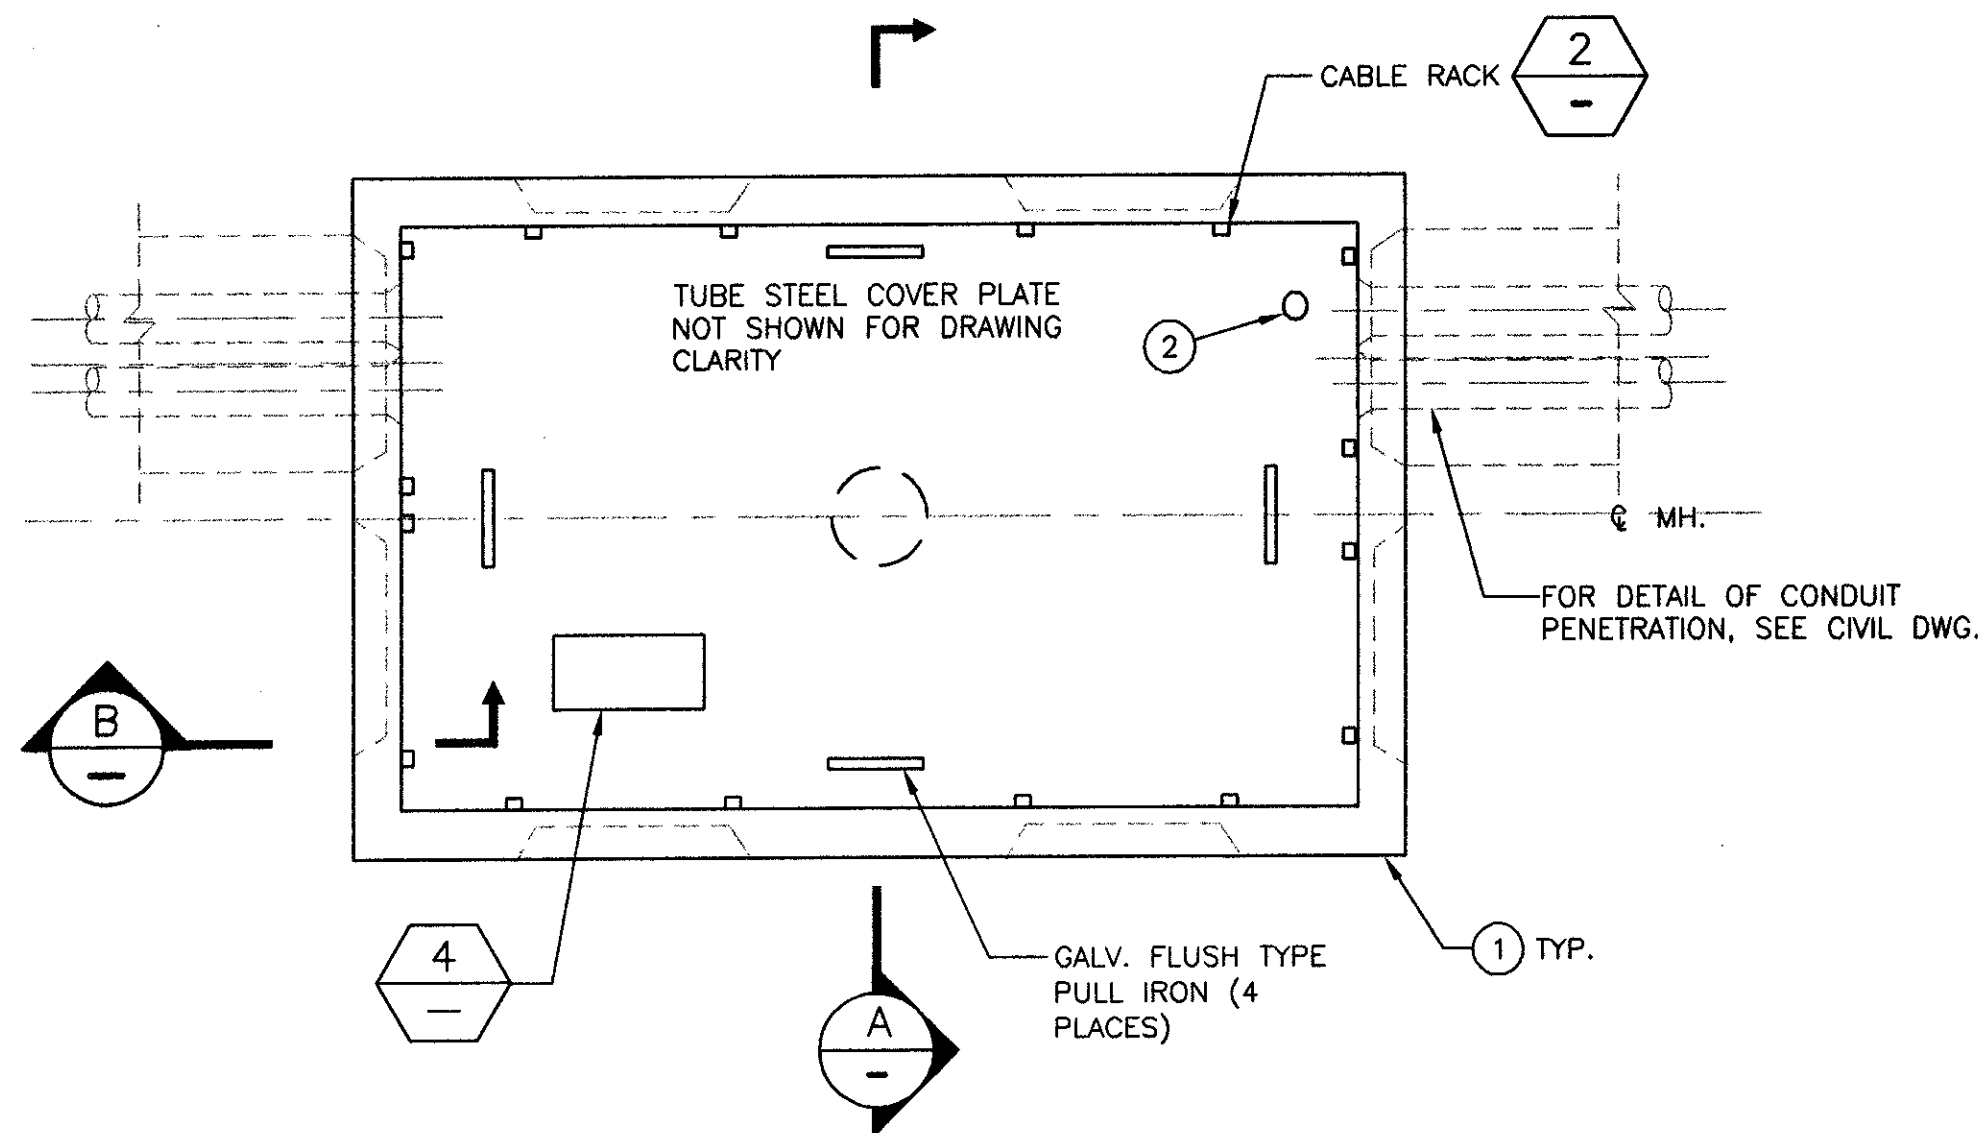 CABLE RACK
2
-
TUBE STEEL COVER PLATE
NOT SHOWN FOR DRAWING
CLARITY
2
℄ MH.
FOR DETAIL OF CONDUIT
PENETRATION, SEE CIVIL DWG.
B
—
4
—
GALV. FLUSH TYPE
PULL IRON (4
PLACES)
1 TYP.
A
-